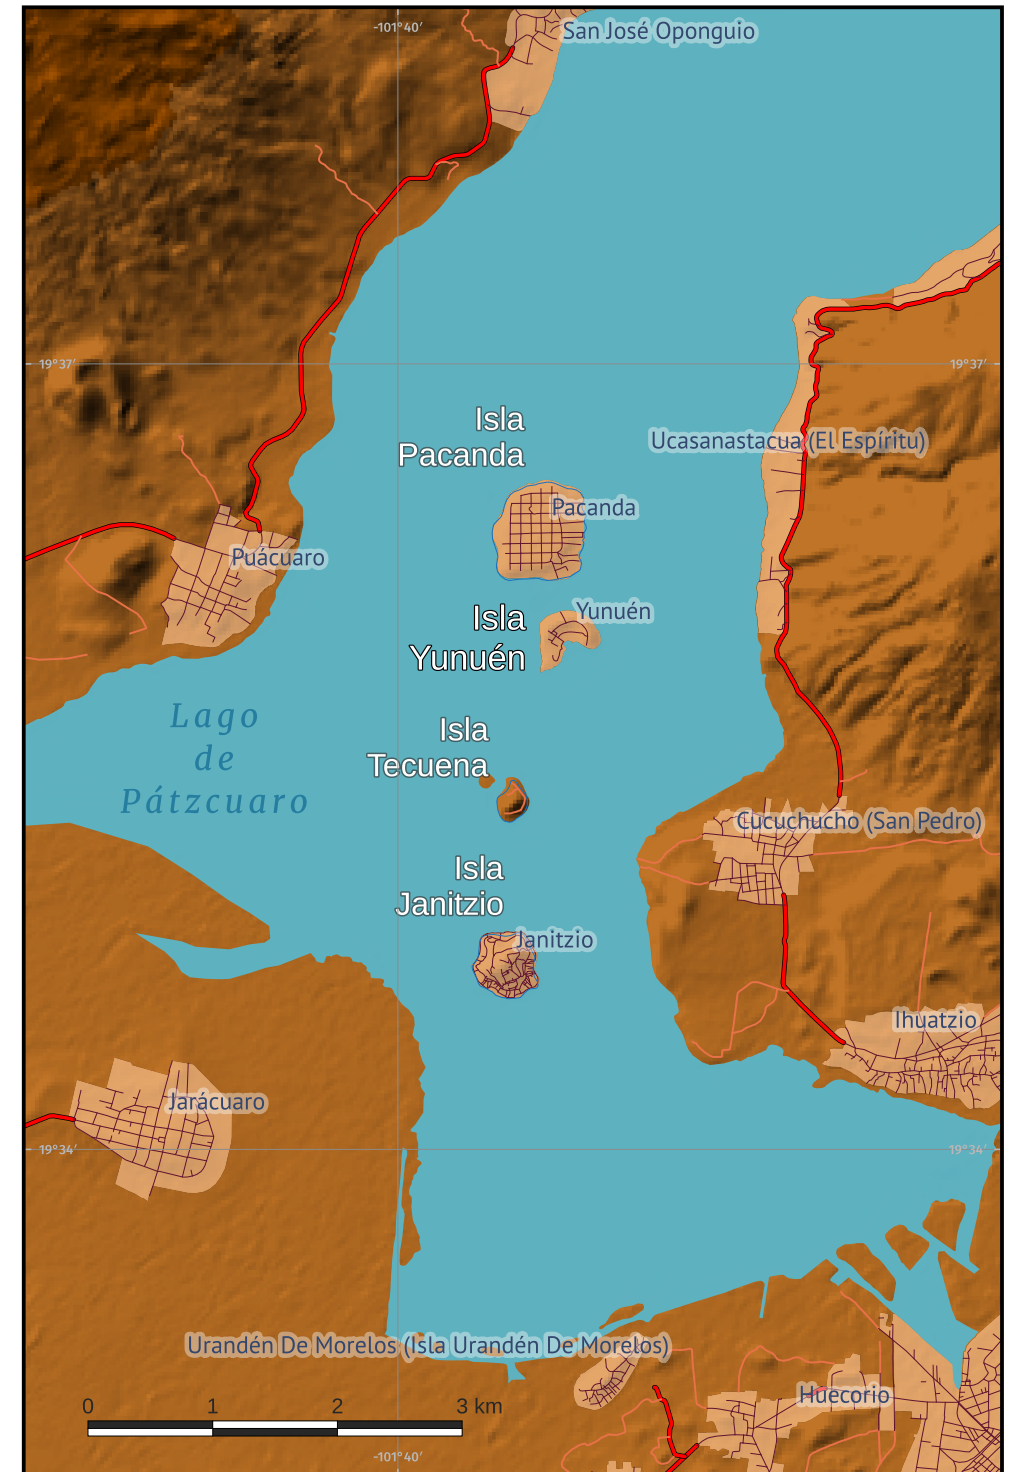 -101°40′
San José Oponguio
19°37′
19°37′
Isla
Pacanda
Ucasanastacua (El Espíritu)
Pacanda
Puácuaro
Isla
Yunuén
Yunuén
Lago
de
Pátzcuaro
Isla
Tecuena
Cucuchucho (San Pedro)
Isla
Janitzio
Janitzio
Ihuatzio
Jarácuaro
19°34′
19°34′
Urandén De Morelos (Isla Urandén De Morelos)
Huecorio
0 1 2 3 km
-101°40′